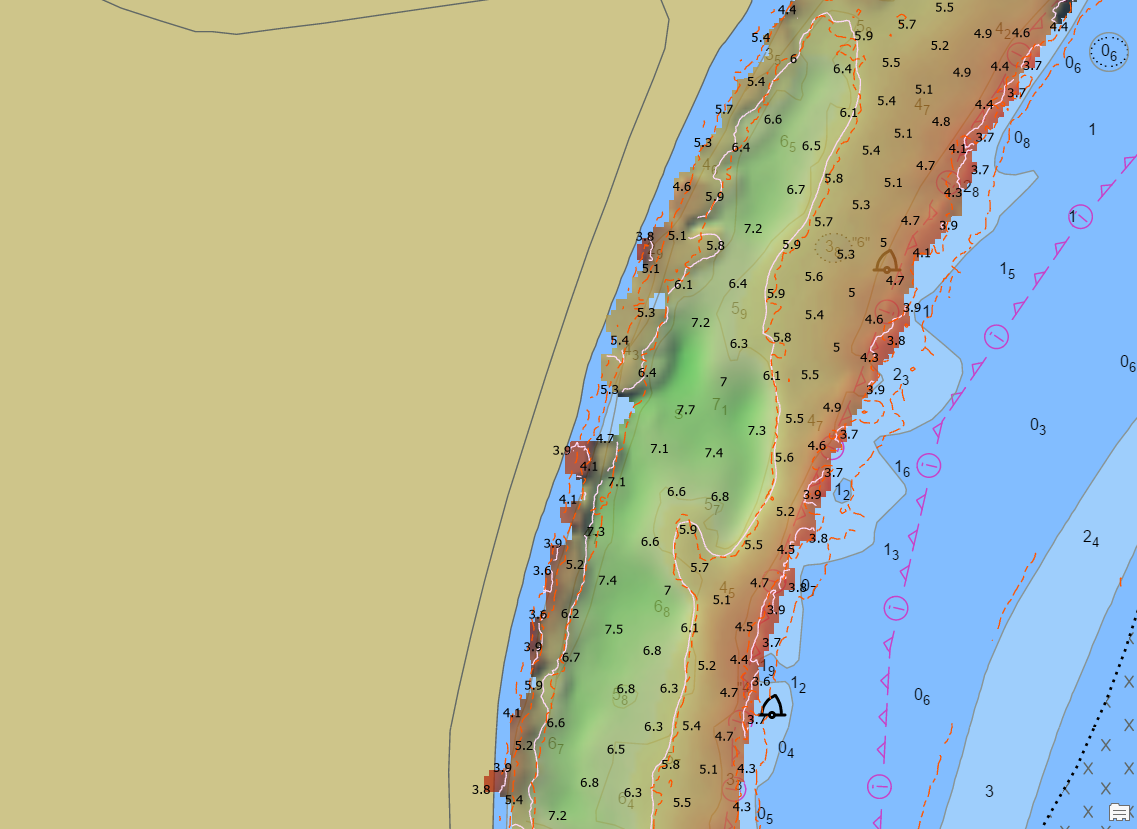 4.4 5.5
5.4 5.9 5.7 4.9 4.6 4.4
6 5.2 0₆
6.4 5.5 4.4 3.7 0₆
5.4 4.9
5.1 3.7
5.7 5.4 4.4
6.6 6.1 4.8 1
5.3 5.1 3.7 0₈
6.4 6.5 5.4 4.1
4.7 3.7
4.6 6.7 5.8 5.1 4.3 2₈
5.9 5.3
7.2 5.7 4.7 3.9 1
3.8 5.1 5.8 5.9 5 "6"
5.3 4.1
5.1 6.1 6.4 5.6 4.7 1₅
5.9 5 3.9
5.3 7.2 5.4 4.6 1
5.4 6.3 5.8 5 3.8
4.3 0₆
6.4 7 6.1 5.5 2₃
5.3 3.9
7.7 5.5 4.9
4.7 7.3 4.6 3.7 0₃
3.9 7.1 7.4 5.6
4.1 3.7 1₆
7.1 6.6 6.8 3.9 1₂
4.1 5.2
7.3 5.9 3.8
3.9 6.6 5.5 4.5 1₃ 2₄
3.6 5.2 5.7
7.4 7 5.1 4.7 3.8
3.6 6.2 3.9
7.5 6.1 4.5
3.9 6.7 6.8 5.2 4.4 3.7
1₉
5.9 6.8 6.3 4.7 3.6 1₂ 0₆
4.1 6.6 6.3 5.4 3.7
5.2 6.5 4.7 0₄
3.9 5.8 5.1 4.3
3.8 6.8 6.3 3
5.4 7.2 5.5 4.3 0₅